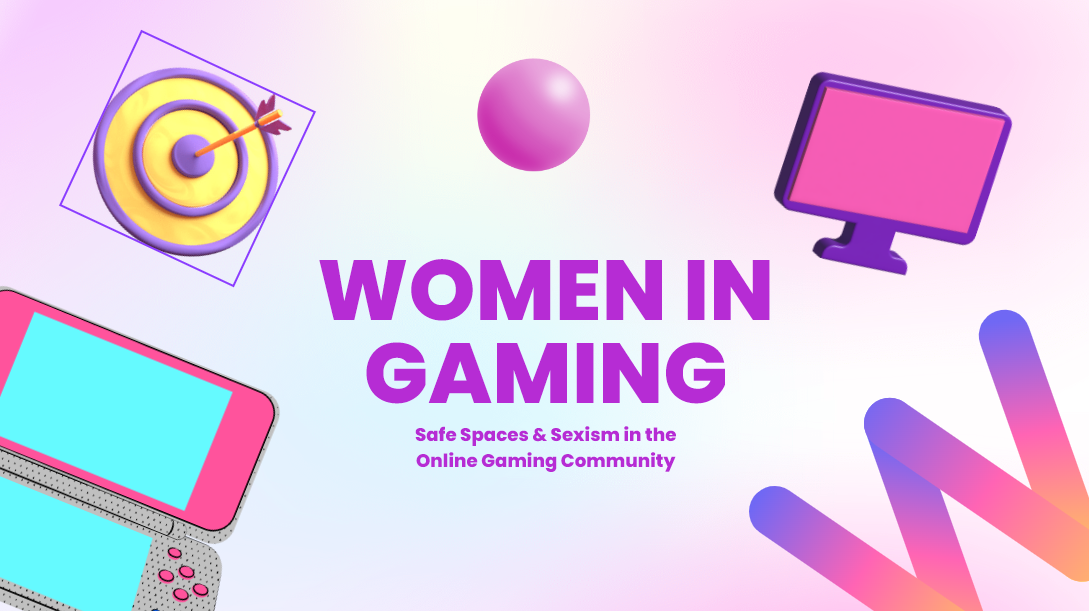 WOMEN IN
GAMING
Safe Spaces & Sexism in the
Online Gaming Community